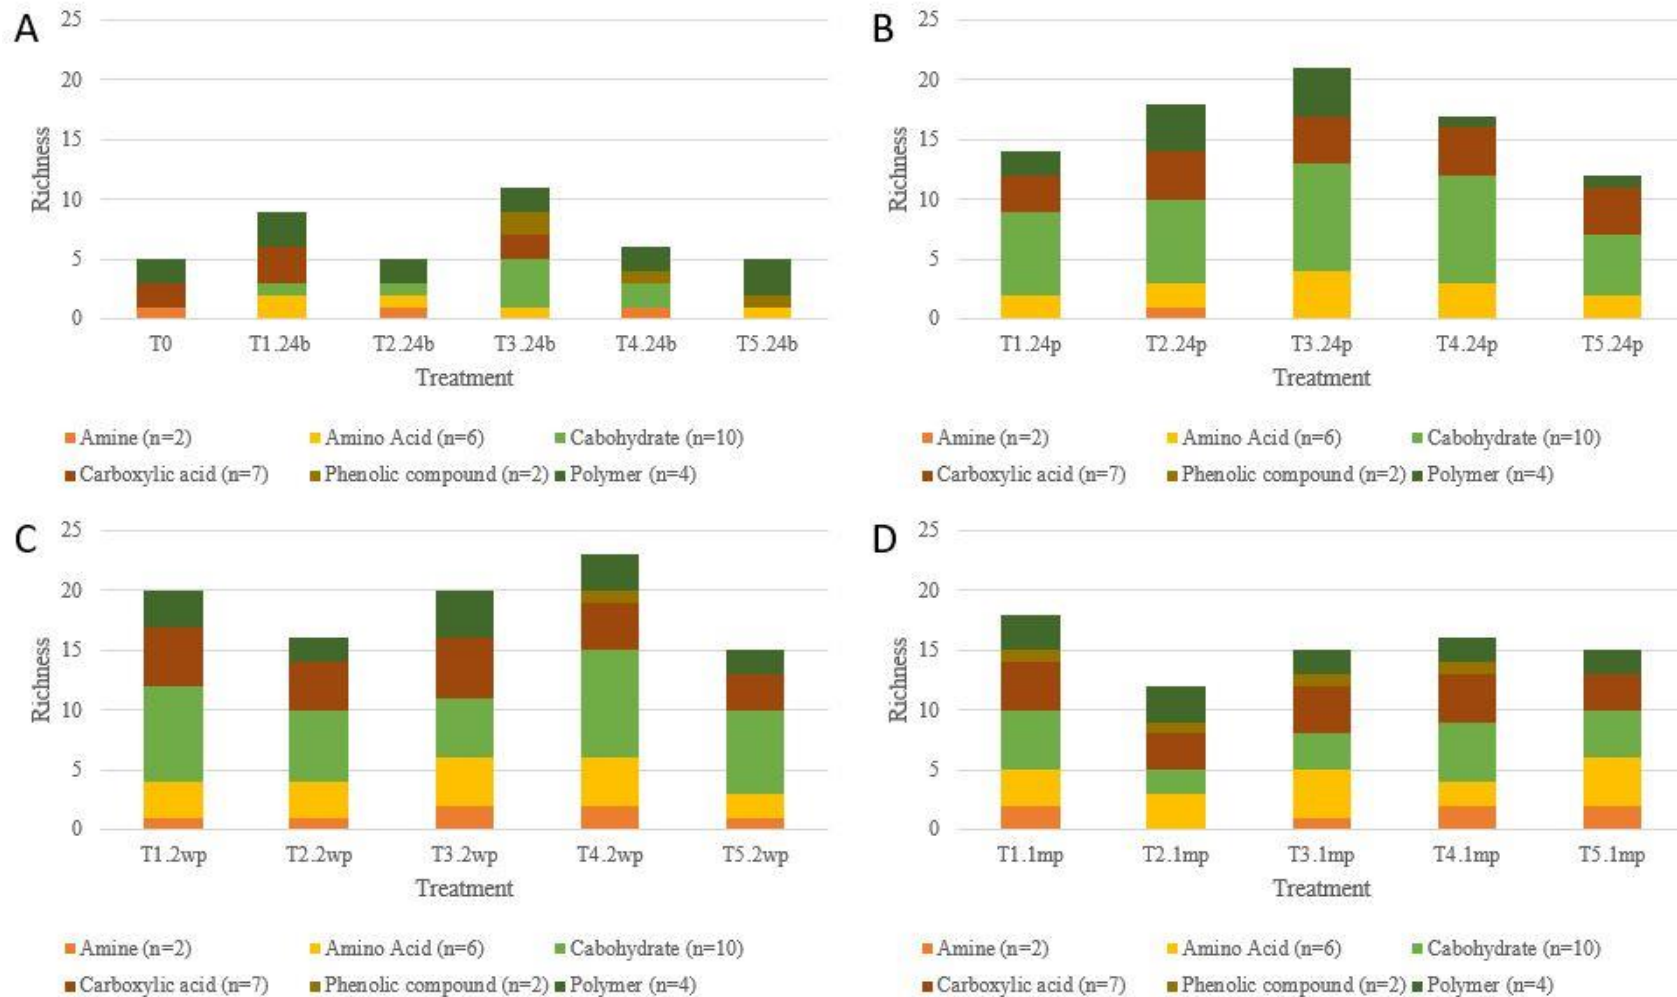 A
25
20
15
10
5
0
Richness
T0 T1.24b T2.24b T3.24b T4.24b T5.24b
Treatment
Amine (n=2) Amino Acid (n=6) Cabohydrate (n=10)
Carboxylic acid (n=7) Phenolic compound (n=2) Polymer (n=4)
B
25
20
15
10
5
0
Richness
T1.24p T2.24p T3.24p T4.24p T5.24p
Treatment
Amine (n=2) Amino Acid (n=6) Cabohydrate (n=10)
Carboxylic acid (n=7) Phenolic compound (n=2) Polymer (n=4)
C
25
20
15
10
5
0
Richness
T1.2wp T2.2wp T3.2wp T4.2wp T5.2wp
Treatment
Amine (n=2) Amino Acid (n=6) Cabohydrate (n=10)
Carboxylic acid (n=7) Phenolic compound (n=2) Polymer (n=4)
D
25
20
15
10
5
0
Richness
T1.1mp T2.1mp T3.1mp T4.1mp T5.1mp
Treatment
Amine (n=2) Amino Acid (n=6) Cabohydrate (n=10)
Carboxylic acid (n=7) Phenolic compound (n=2) Polymer (n=4)